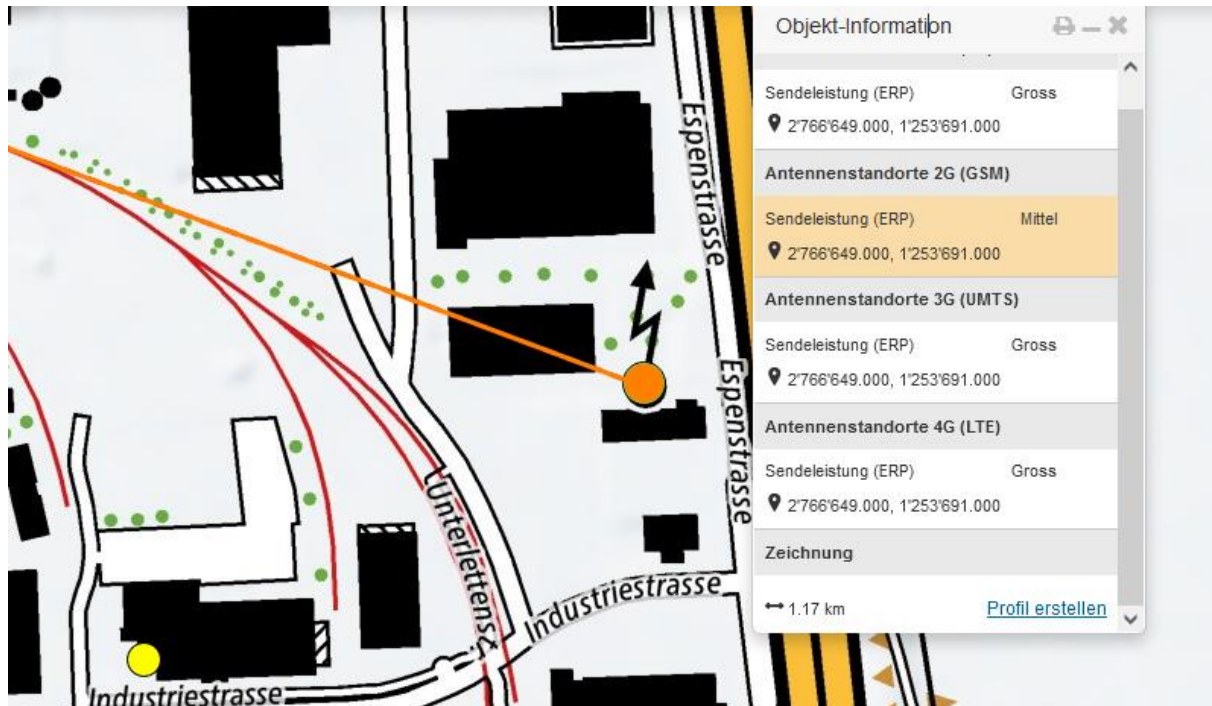 Objekt-Information
Sendeleistung (ERP) Gross
2'766'649.000, 1'253'691.000
Antennenstandorte 2G (GSM)
Sendeleistung (ERP) Mittel
2'766'649.000, 1'253'691.000
Antennenstandorte 3G (UMTS)
Sendeleistung (ERP) Gross
2'766'649.000, 1'253'691.000
Antennenstandorte 4G (LTE)
Sendeleistung (ERP) Gross
2'766'649.000, 1'253'691.000
Zeichnung
1.17 km Profil erstellen
Espenstrasse
Espenstrasse
Unterlettenst
Industriestrasse
Industriestrasse